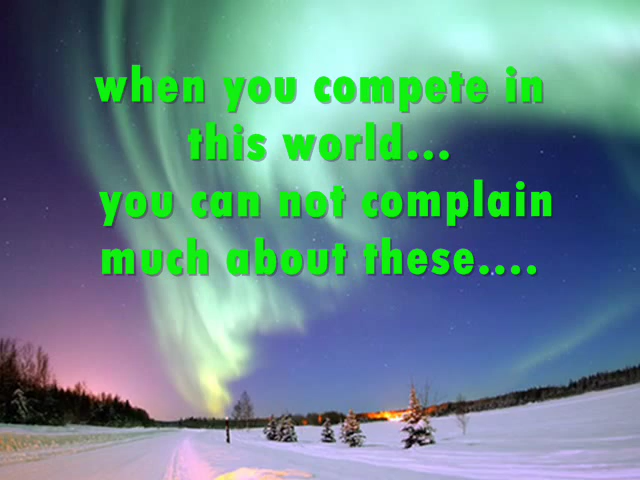 when you compete in
this world...
you can not complain
much about these....